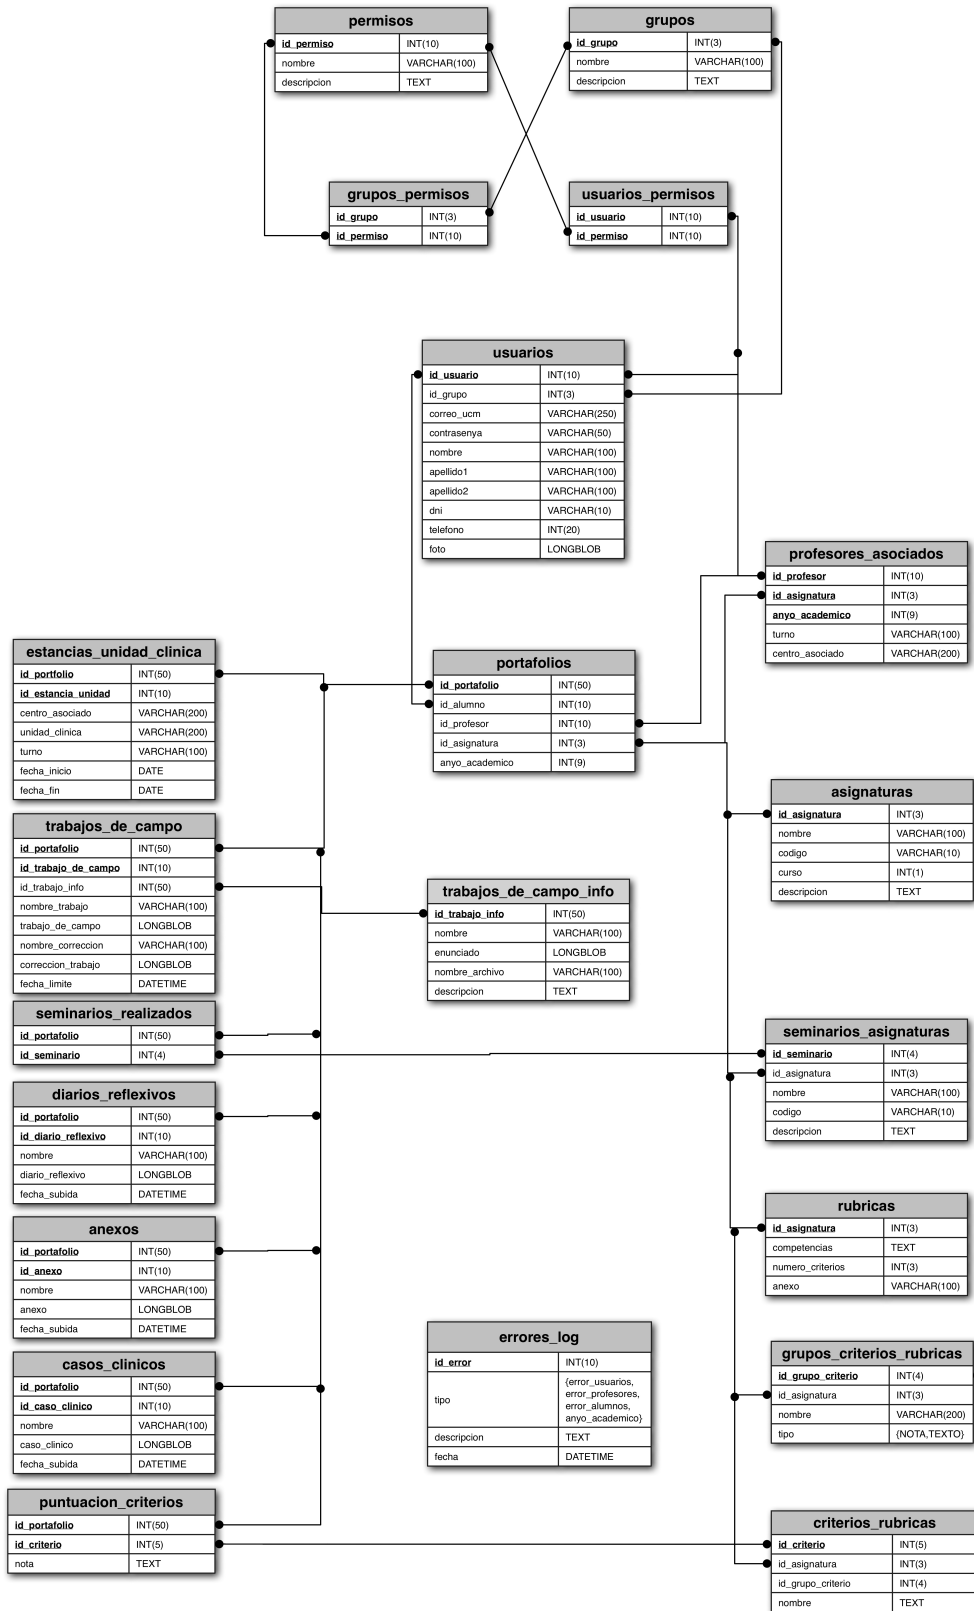 permisos
id_permiso INT(10)
nombre VARCHAR(100)
descripcion TEXT
grupos
id_grupo INT(3)
nombre VARCHAR(100)
descripcion TEXT
grupos_permisos
id_grupo INT(3)
id_permiso INT(10)
usuarios_permisos
id_usuario INT(10)
id_permiso INT(10)
usuarios
id_usuario INT(10)
id_grupo INT(3)
correo_ucm VARCHAR(250)
contrasenya VARCHAR(50)
nombre VARCHAR(100)
apellido1 VARCHAR(100)
apellido2 VARCHAR(100)
dni VARCHAR(10)
telefono INT(20)
foto LONGBLOB
profesores_asociados
id_profesor INT(10)
id_asignatura INT(3)
anyo_academico INT(9)
turno VARCHAR(100)
centro_asociado VARCHAR(200)
estancias_unidad_clinica
id_portfolio INT(50)
id_estancia_unidad INT(10)
centro_asociado VARCHAR(200)
unidad_clinica VARCHAR(200)
turno VARCHAR(100)
fecha_inicio DATE
fecha_fin DATE
portafolios
id_portafolio INT(50)
id_alumno INT(10)
id_profesor INT(10)
id_asignatura INT(3)
anyo_academico INT(9)
asignaturas
id_asignatura INT(3)
nombre VARCHAR(100)
codigo VARCHAR(10)
curso INT(1)
descripcion TEXT
trabajos_de_campo
id_portafolio INT(50)
id_trabajo_de_campo INT(10)
id_trabajo_info INT(50)
nombre_trabajo VARCHAR(100)
trabajo_de_campo LONGBLOB
nombre_correccion VARCHAR(100)
correccion_trabajo LONGBLOB
fecha_limite DATETIME
trabajos_de_campo_info
id_trabajo_info INT(50)
nombre VARCHAR(100)
enunciado LONGBLOB
nombre_archivo VARCHAR(100)
descripcion TEXT
seminarios_realizados
id_portafolio INT(50)
id_seminario INT(4)
seminarios_asignaturas
id_seminario INT(4)
id_asignatura INT(3)
nombre VARCHAR(100)
codigo VARCHAR(10)
descripcion TEXT
diarios_reflexivos
id_portafolio INT(50)
id_diario_reflexivo INT(10)
nombre VARCHAR(100)
diario_reflexivo LONGBLOB
fecha_subida DATETIME
rubricas
id_asignatura INT(3)
competencias TEXT
numero_criterios INT(3)
anexo VARCHAR(100)
anexos
id_portafolio INT(50)
id_anexo INT(10)
nombre VARCHAR(100)
anexo LONGBLOB
fecha_subida DATETIME
errores_log
id_error INT(10)
tipo {error_usuarios,
error_profesores,
error_alumnos,
anyo_academico}
descripcion TEXT
fecha DATETIME
grupos_criterios_rubricas
id_grupo_criterio INT(4)
id_asignatura INT(3)
nombre VARCHAR(200)
tipo {NOTA,TEXTO}
casos_clinicos
id_portafolio INT(50)
id_caso_clinico INT(10)
nombre VARCHAR(100)
caso_clinico LONGBLOB
fecha_subida DATETIME
puntuacion_criterios
id_portafolio INT(50)
id_criterio INT(5)
nota TEXT
criterios_rubricas
id_criterio INT(5)
id_asignatura INT(3)
id_grupo_criterio INT(4)
nombre TEXT